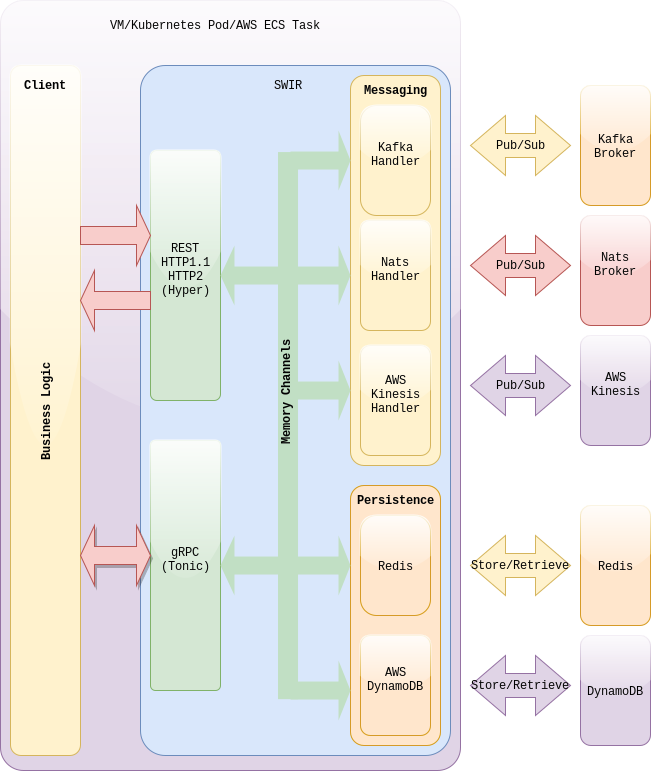 VM/Kubernetes Pod/AWS ECS Task
Client
Business Logic
SWIR
REST
HTTP1.1
HTTP2
(Hyper)
gRPC
(Tonic)
Memory Channels
Messaging
Kafka
Handler
Nats
Handler
AWS
Kinesis
Handler
Persistence
Redis
AWS
DynamoDB
Pub/Sub
Kafka
Broker
Pub/Sub
Nats
Broker
Pub/Sub
AWS
Kinesis
Store/Retrieve
Redis
Store/Retrieve
DynamoDB